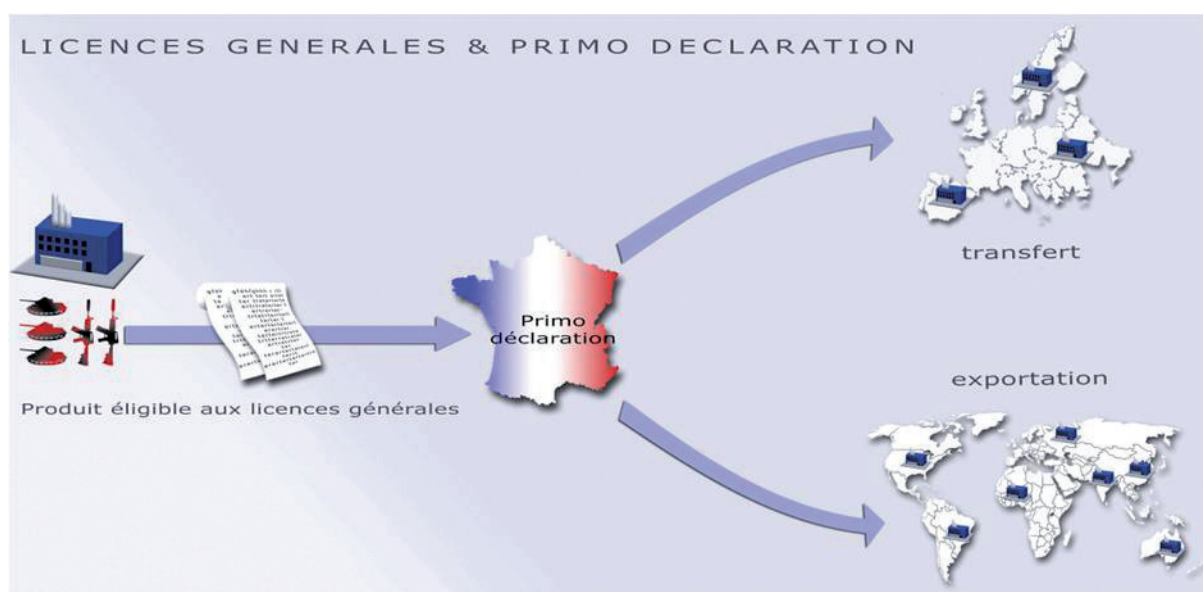 LICENCES GENERALES & PRIMO DECLARATION
transfert
Primo
déclaration
exportation
Produit éligible aux licences générales